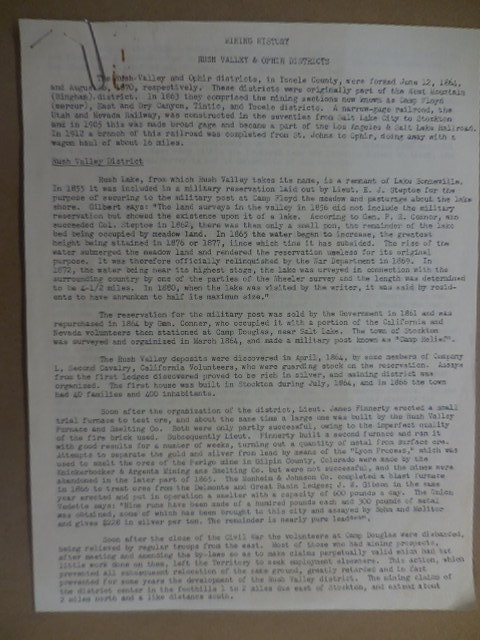 MINING HISTORY
RUSH VALLEY & OPHIR DISTRICTS
The Rush Valley and Ophir districts, in Tooele County, were formed June 12, 1864,
and August 6, 1870, respectively. These districts were originally part of the West Mountain
(Bingham) district. In 1863 they comprised the mining sections now known as Camp Floyd
(Mercur), East and Dry Canyon, Tintic, and Tooele districts. A narrow-gage railroad, the
Utah and Nevada Railway, was constructed in the seventies from Salt Lake City to Stockton
and in 1905 this was made broad gage and became a part of the Los Angeles & Salt Lake Railroad.
In 1912 a branch of this railroad was completed from St. Johns to Ophir, doing away with a
wagon haul of about 16 miles.
Rush Valley District
Rush Lake, from which Rush Valley takes its name, is a remnant of Lake Bonneville.
In 1855 it was included in a military reservation laid out by Lieut. E. J. Steptoe for the
purpose of securing to the military post at Camp Floyd the meadow and pasturage about the lake
shore. Gilbert says: "The land surveys in the valley in 1856 did not include the military
reservation but showed the existence upon it of a lake. According to Gen. P. E. Connor, who
succeeded Col. Steptoe in 1862, there was then only a small pond, the remainder of the lake
bed being occupied by meadow land. In 1865 the water began to increase, the greatest
height being attained in 1876 or 1877, since which time it has subsided. The rise of the
water submerged the meadow land and rendered the reservation useless for its original
purpose. It was therefore officially relinquished by the War Department in 1869. In
1872, the water being near its highest stage, the lake was surveyed in connection with the
surrounding country by one of the parties of the Wheeler survey and the length was determined
to be 4-1/2 miles. In 1880, when the lake was visited by the writer, it was said by resid-
ents to have shrunken to half its maximum size."
The reservation for the military post was sold by the Government in 1861 and was
repurchased in 1864 by Gen. Connor, who occupied it with a portion of the California and
Nevada volunteers then stationed at Camp Douglas, near Salt Lake. The town of Stockton
was surveyed and organized in March 1864, and made a military post known as "Camp Relief".
The Rush Valley deposits were discovered in April, 1864, by some members of Company
L, Second Cavalry, California Volunteers, who were guarding stock on the reservation. Assays
from the first ledges discovered proved to be rich in silver, and a mining district was
organized. The first house was built in Stockton during July, 1864, and in 1866 the town
had 40 families and 400 inhabitants.
Soon after the organization of the district, Lieut. James Finnerty erected a small
trial furnace to test ore, and about the same time a large one was built by the Rush Valley
Furnace and Smelting Co. Both were only partly successful, owing to the imperfect quality
of the fire brick used. Subsequently Lieut. Finnerty built a second furnace and ran it
with good results for a number of weeks, turning out a quantity of metal from surface ore.
Attempts to separate the gold and silver from lead by means of the "Lyon Process," which was
used to smelt the ores of the Perigo mine in Gilpin County, Colorado were made by the
Knickerbocker & Argenta Mining and Smelting Co. but were not successful, and the mines were
abandoned in the latter part of 1865. The Monheim & Johnson Co. completed a blast furnace
in 1866 to treat ores from the Delmonte and Great Basin ledges; J. W. Gibson in the same
year erected and put in operation a smelter with a capacity of 600 pounds a day. The Union
Vedette says: "Nine runs have been made of a hundred pounds each and 500 pounds of metal
was obtained, some of which has been brought to this city and assayed by Bohm and Molitor
and gives $228 in silver per ton. The remainder is nearly pure lead****.
Soon after the close of the Civil War the volunteers at Camp Douglas were disbanded,
being relieved by regular troops from the east. Most of those who had mining prospects,
after meeting and amending the By-laws so as to make claims perpetually valid which had but
little work done on them, left the Territory to seek employment elsewhere. This action, which
prevented all subsequent relocation of the same ground, greatly retarded and in fact
prevented for some years the development of the Rush Valley district. The mining claims of
the district center in the foothills 1 to 2 miles due east of Stockton, and extend about
2 miles north and a like distance south.